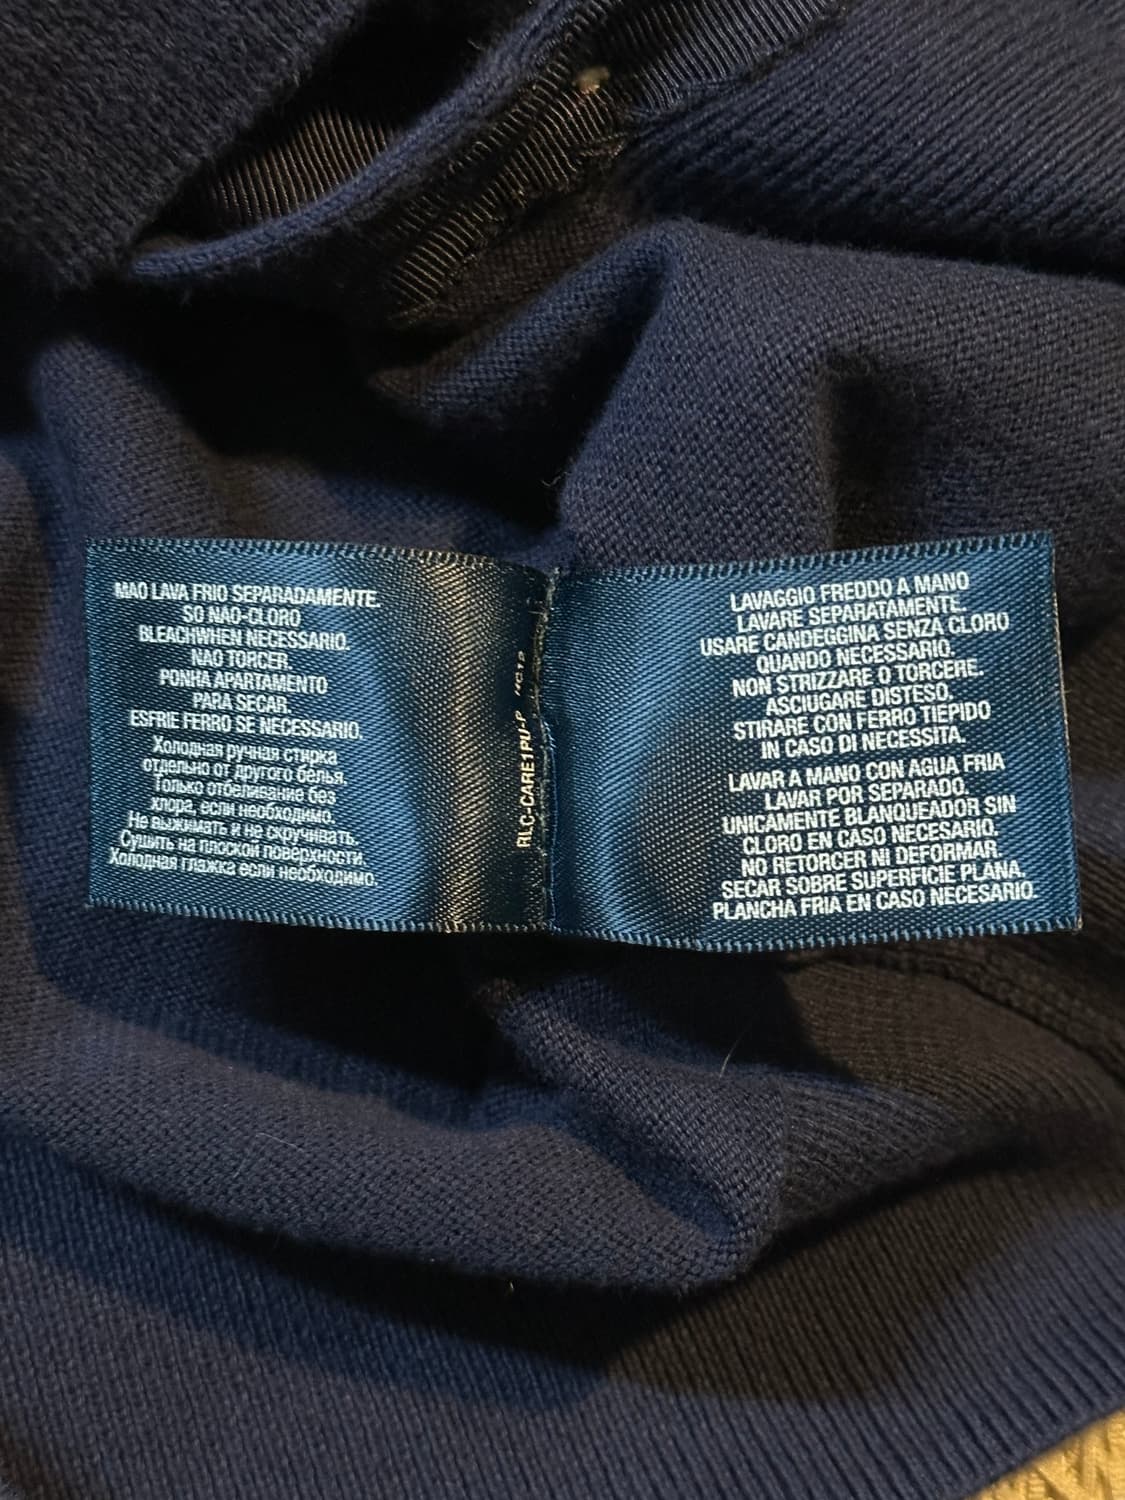 MAO LAVA FRIO SEPARADAMENTE.
SO NAO-CLORO
BLEACHWHEN NECESSARIO.
NAO TORCER.
PONHA APARTAMENTO
PARA SECAR.
ESFRIE FERRO SE NECESSARIO.
Холодная ручная стирка
отдельно от другого белья.
Только отбеливание без
хлора, если необходимо.
Не выжимать и не скручивать.
Сушить на плоской поверхности.
Холодная глажка если необходимо.
RLC-CARE1PU-P
LAVAGGIO FREDDO A MANO
LAVARE SEPARATAMENTE.
USARE CANDEGGINA SENZA CLORO
QUANDO NECESSARIO.
NON STRIZZARE O TORCERE.
ASCIUGARE DISTESO.
STIRARE CON FERRO TIEPIDO
IN CASO DI NECESSITA.
LAVAR A MANO CON AGUA FRIA
LAVAR POR SEPARADO.
UNICAMENTE BLANQUEADOR SIN
CLORO EN CASO NECESARIO.
NO RETORCER NI DEFORMAR.
SECAR SOBRE SUPERFICIE PLANA.
PLANCHA FRIA EN CASO NECESARIO.